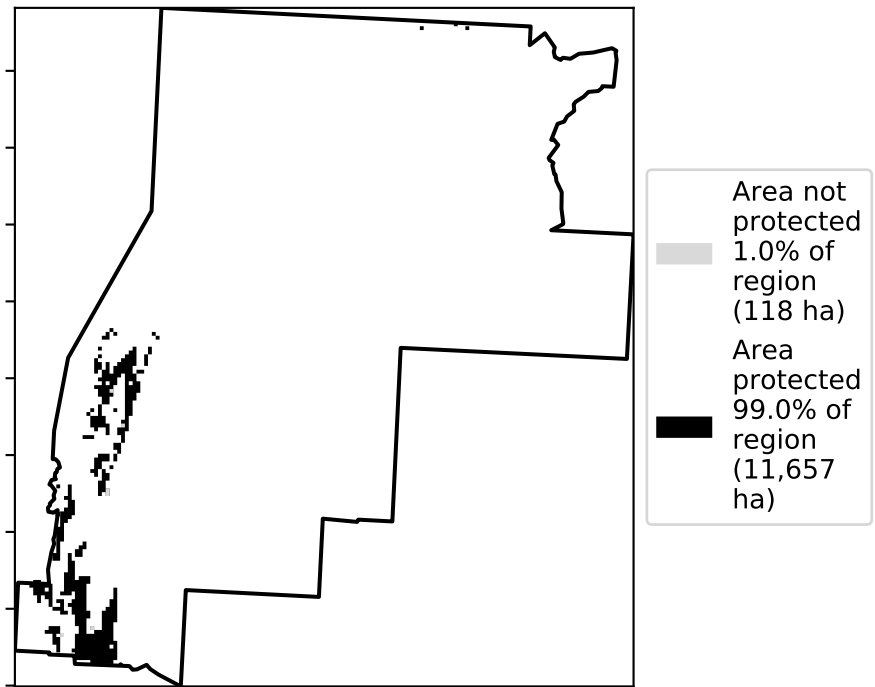 Area not
protected
1.0% of
region
(118 ha)
Area
protected
99.0% of
region
(11,657
ha)